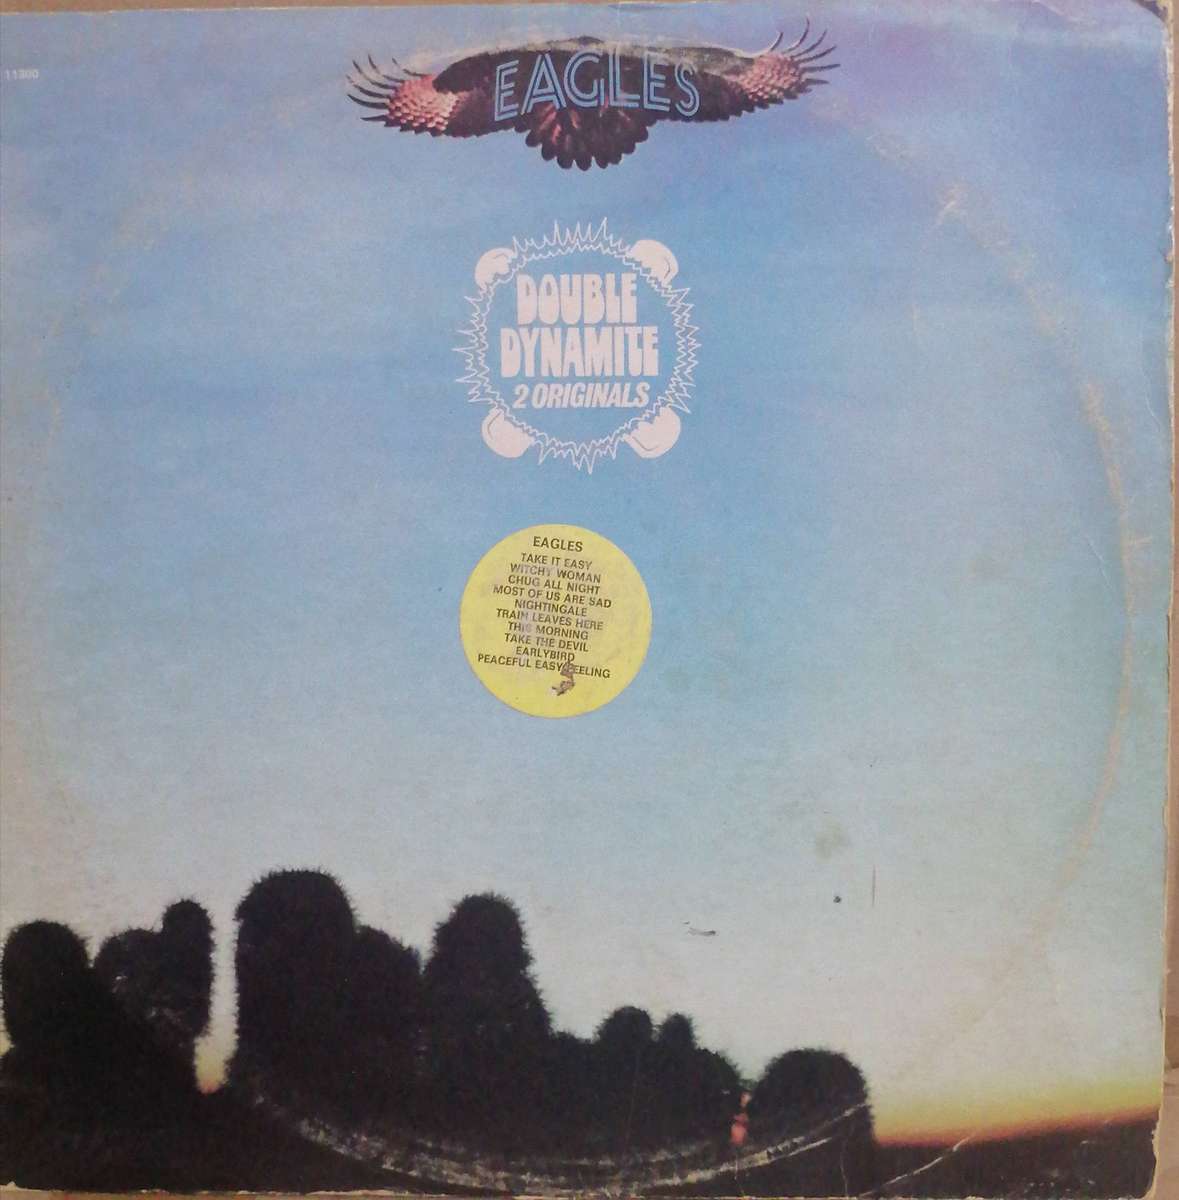 11300
EAGLES
DOUBLE
DYNAMITE
2 ORIGINALS
EAGLES
TAKE IT EASY
WITCHY WOMAN
CHUG ALL NIGHT
MOST OF US ARE SAD
NIGHTINGALE
TRAIN LEAVES HERE
THIS MORNING
TAKE THE DEVIL
EARLYBIRD
PEACEFUL EASY FEELING